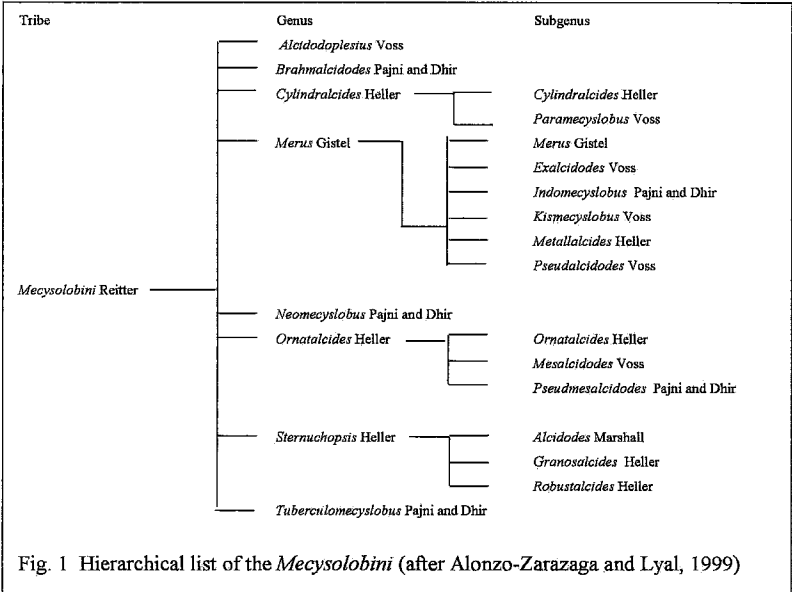 Tribe Genus Subgenus
Alcidodoplesius Voss
Brahmalcidodes Pajni and Dhir
Cylindralcides Heller Cylindralcides Heller
Paramecyslobus Voss
Merus Gistel Merus Gistel
Exalcidodes Voss
Indomecyslobus Pajni and Dhir
Kismecyslobus Voss
Metallalcides Heller
Pseudalcidodes Voss
Mecysolobini Reitter
Neomecyslobus Pajni and Dhir
Ornatalcides Heller Ornatalcides Heller
Mesalcidodes Voss
Pseudmesalcidodes Pajni and Dhir
Sternuchopsis Heller Alcidodes Marshall
Granosalcides Heller
Robustalcides Heller
Tuberculomecyslobus Pajni and Dhir
Fig. 1 Hierarchical list of the Mecysolobini (after Alonzo-Zarazaga and Lyal, 1999)